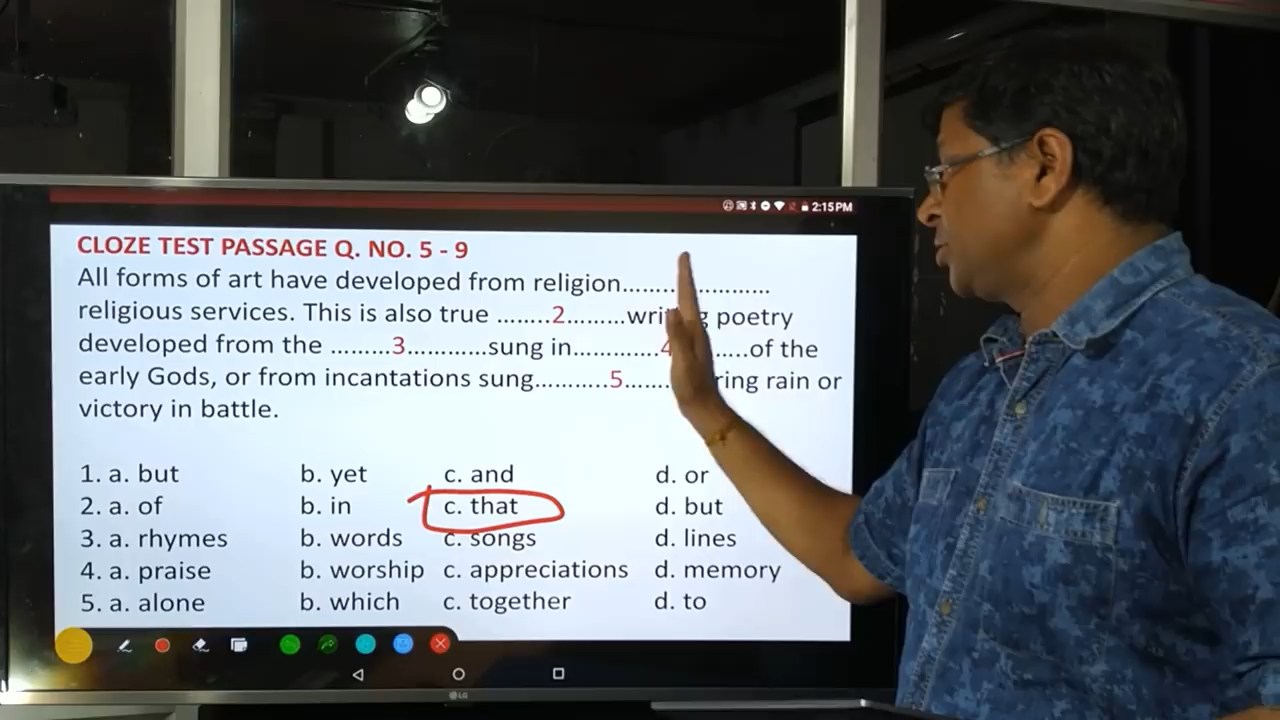 2:15PM
CLOZE TEST PASSAGE Q. NO. 5 - 9
All forms of art have developed from religion.....................
religious services. This is also true ........2.........writing poetry
developed from the .........3............sung in............4........of the
early Gods, or from incantations sung...........5.......ring rain or
victory in battle.
1. a. but b. yet c. and d. or
2. a. of b. in c. that d. but
3. a. rhymes b. words c. songs d. lines
4. a. praise b. worship c. appreciations d. memory
5. a. alone b. which c. together d. to
LG